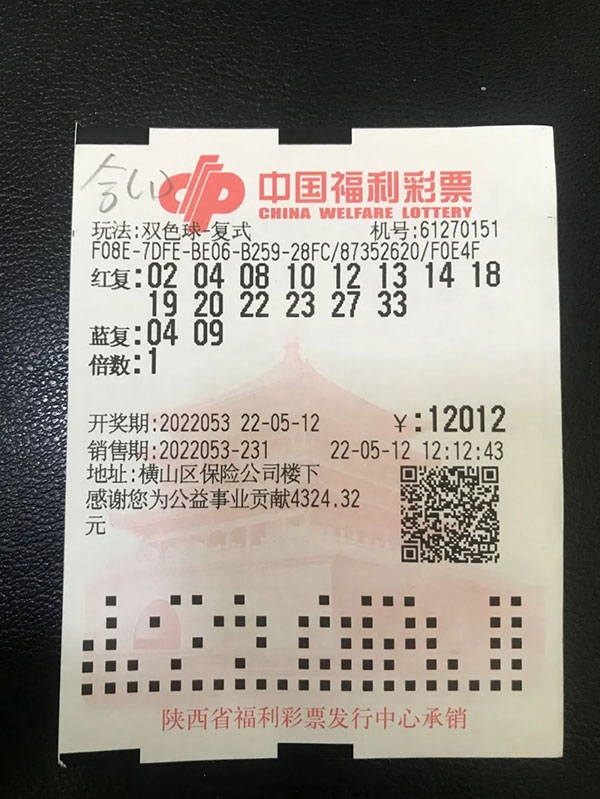 中国福利彩票
CHINA WELFARE LOTTERY
玩法:双色球-复式 机号:61270151
F08E-7DFE-BE06-B259-28FC/87352620/F0E4F
红复:02 04 08 10 12 13 14 18
19 20 22 23 27 33
蓝复:04 09
倍数:1
开奖期:2022053 22-05-12 ¥:12012
销售期:2022053-231 22-05-12 12:12:43
地址:横山区保险公司楼下
感谢您为公益事业贡献4324.32
元
陕西省福利彩票发行中心承销